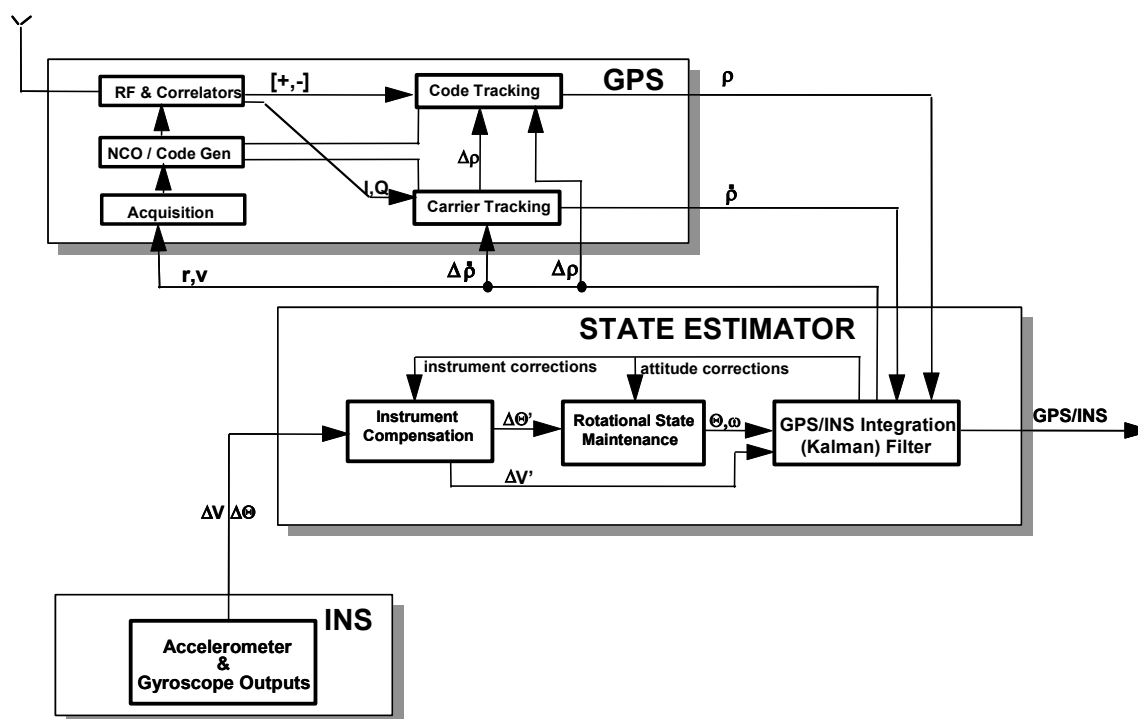 GPS
RF & Correlators
[+,-]
Code Tracking
ρ
NCO / Code Gen
Δρ
I,Q
Acquisition
Carrier Tracking
ρ̇
r,v
Δρ̇
Δρ
STATE ESTIMATOR
instrument corrections
attitude corrections
Instrument
Compensation
ΔΘ'
Rotational State
Maintenance
Θ,ω
GPS/INS Integration
(Kalman) Filter
GPS/INS
ΔV'
ΔV ΔΘ
INS
Accelerometer
&
Gyroscope Outputs